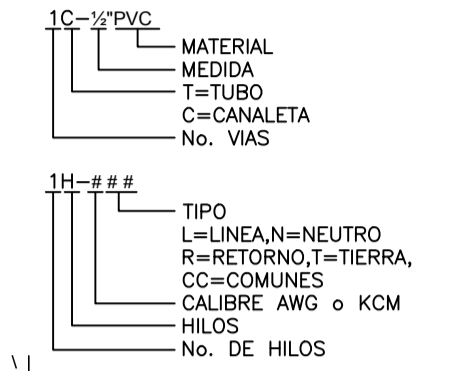 1C-½"PVC
MATERIAL
MEDIDA
T=TUBO
C=CANALETA
No. VIAS
1H-###
TIPO
L=LINEA,N=NEUTRO
R=RETORNO,T=TIERRA,
CC=COMUNES
CALIBRE AWG o KCM
HILOS
No. DE HILOS